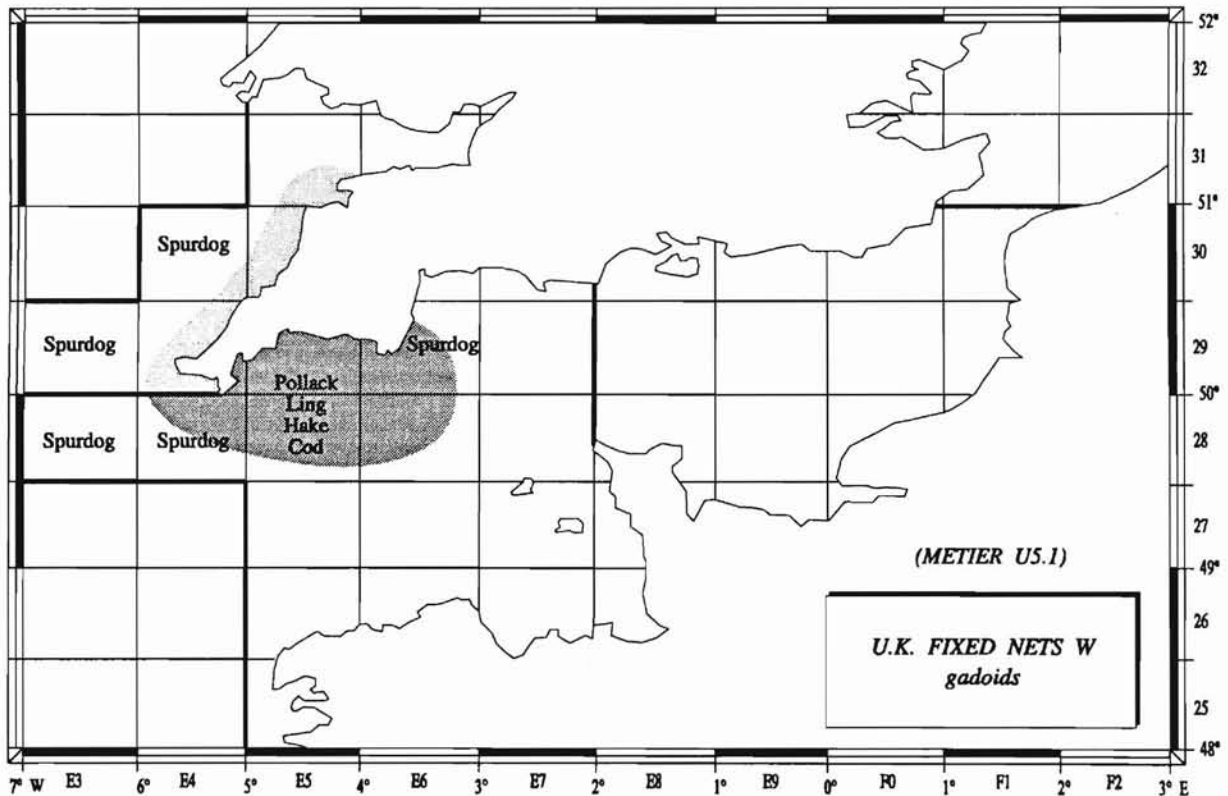 52°
32
31
51°
Spurdog
30
Spurdog
Spurdog
29
Pollack
50°
Ling
Hake
Spurdog
Spurdog
Cod
28
27
(METIER U5.1)
49°
26
U.K. FIXED NETS W
gadoids
25
48°
7° W E3 6° E4 5° E5 4° E6 3° E7 2° E8 1° E9 0° F0 1° F1 2° F2 3° E